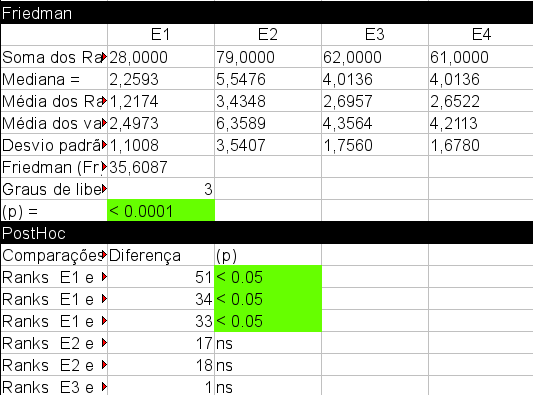 Friedman
E1 E2 E3 E4
Soma dos Ra 28,0000 79,0000 62,0000 61,0000
Mediana = 2,2593 5,5476 4,0136 4,0136
Média dos Ra 1,2174 3,4348 2,6957 2,6522
Média dos va 2,4973 6,3589 4,3564 4,2113
Desvio padrã 1,1008 3,5407 1,7560 1,6780
Friedman (Fr) 35,6087
Graus de libe 3
(p) = < 0.0001
PostHoc
Comparações Diferença (p)
Ranks E1 e 51 < 0.05
Ranks E1 e 34 < 0.05
Ranks E1 e 33 < 0.05
Ranks E2 e 17 ns
Ranks E2 e 18 ns
Ranks E3 e 1 ns